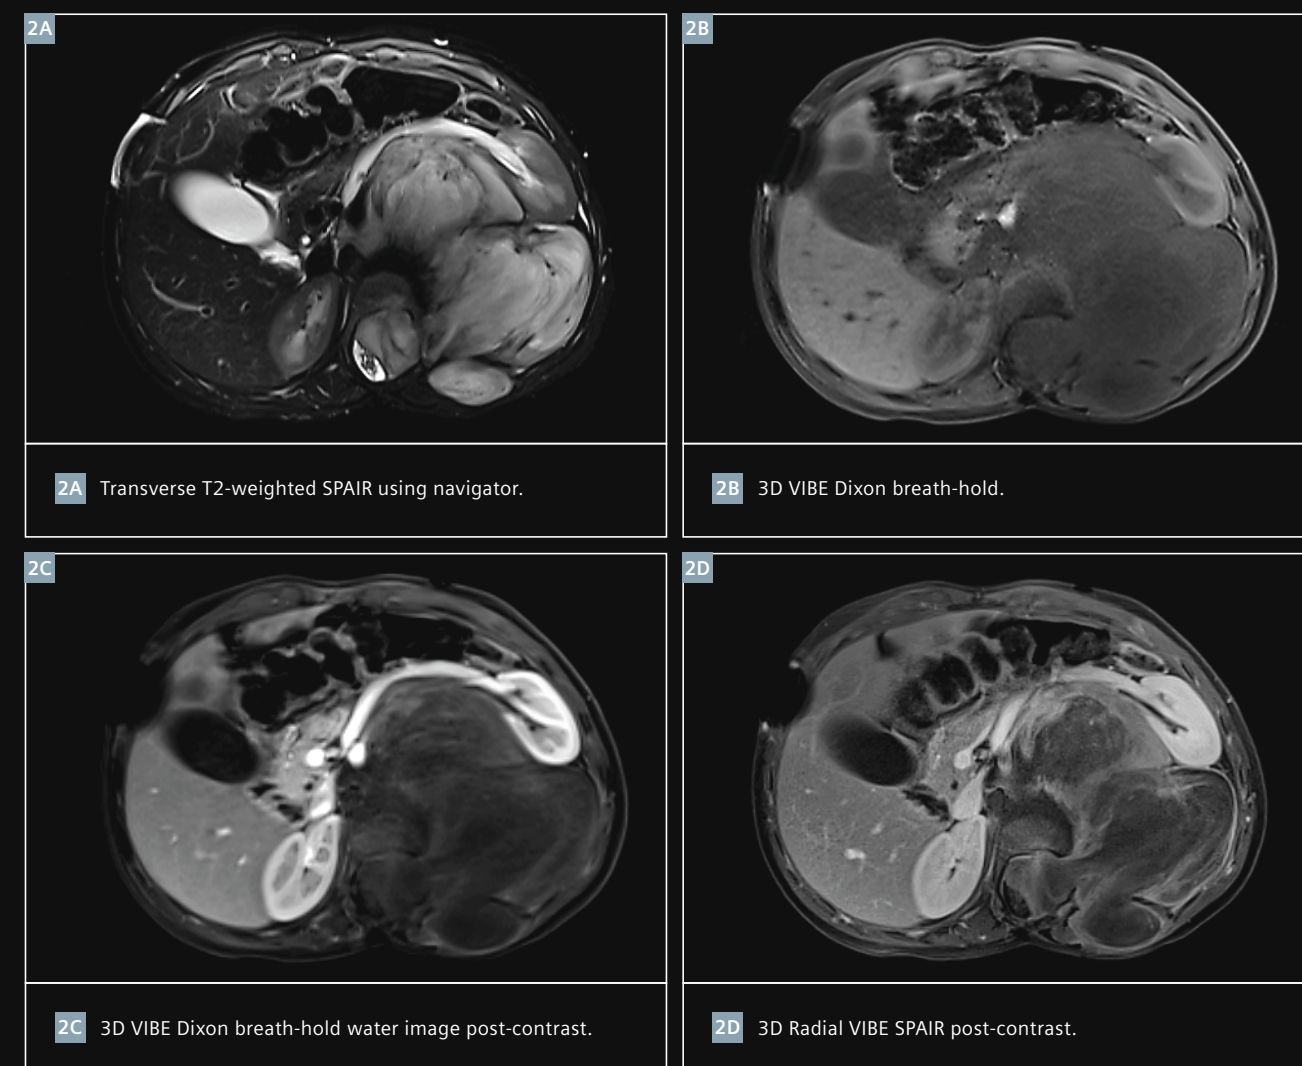 2A
2B
2A Transverse T2-weighted SPAIR using navigator.
2B 3D VIBE Dixon breath-hold.
2C
2D
2C 3D VIBE Dixon breath-hold water image post-contrast.
2D 3D Radial VIBE SPAIR post-contrast.